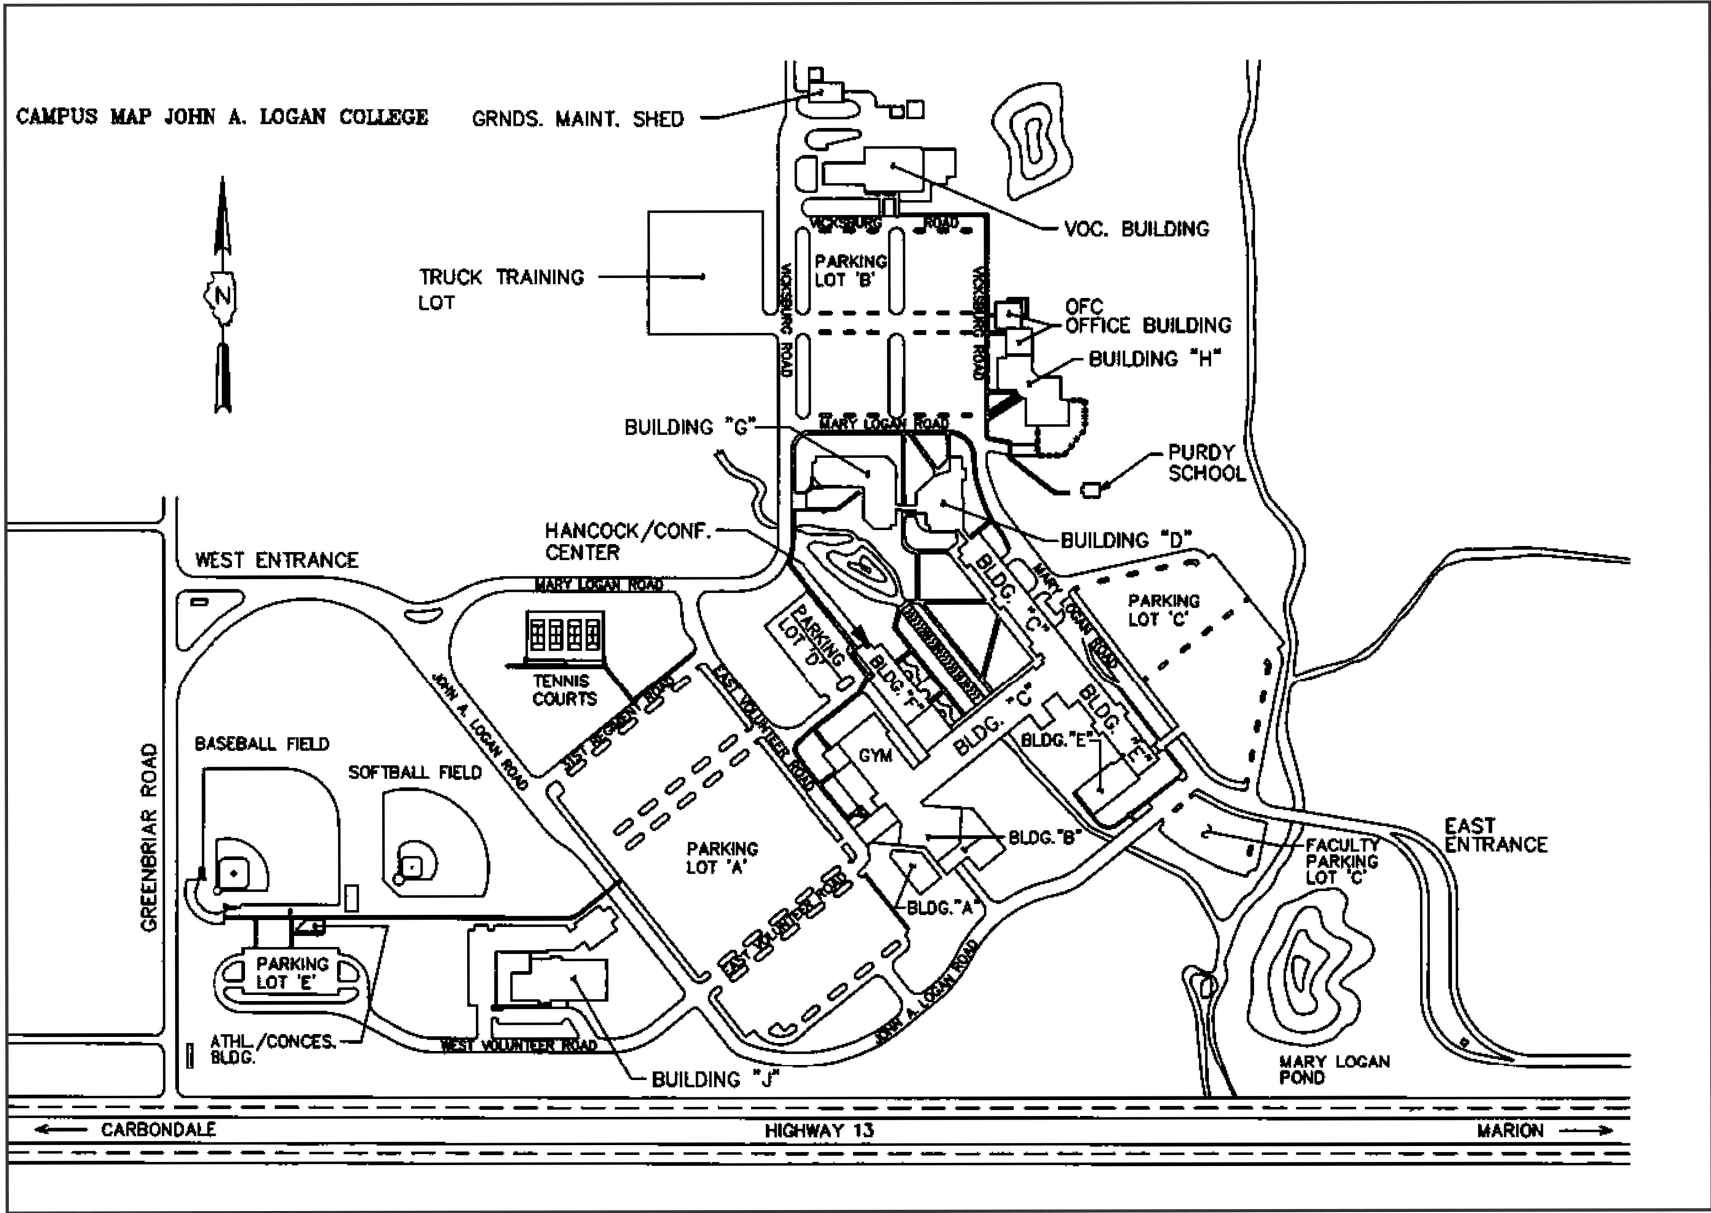 CAMPUS MAP JOHN A. LOGAN COLLEGE
GRNDS. MAINT. SHED
N
VOC. BUILDING
VICKSBURG ROAD
PARKING
LOT 'B'
TRUCK TRAINING
LOT
VICKSBURG ROAD
VICKSBURG ROAD
OFC
OFFICE BUILDING
BUILDING "H"
BUILDING "G"
MARY LOGAN ROAD
PURDY
SCHOOL
HANCOCK/CONF.
CENTER
BUILDING "D"
WEST ENTRANCE
MARY LOGAN ROAD
BLDG. "C"
MARY LOGAN ROAD
PARKING
LOT 'C'
PARKING
LOT 'D'
TENNIS
COURTS
JOHN A. LOGAN ROAD
31ST REGIMENT ROAD
EAST VOLUNTEER ROAD
BLDG. "F"
BLDG. "C"
BLDG. "E"
BLDG."E"
GYM
BASEBALL FIELD
SOFTBALL FIELD
GREENBRIAR ROAD
PARKING
LOT 'A'
BLDG."B"
BLDG."A"
EAST
ENTRANCE
FACULTY
PARKING
LOT 'C'
EAST VOLUNTEER ROAD
PARKING
LOT 'E'
JOHN A. LOGAN ROAD
ATHL./CONCES.
BLDG.
WEST VOLUNTEER ROAD
BUILDING "J"
MARY LOGAN
POND
CARBONDALE
HIGHWAY 13
MARION